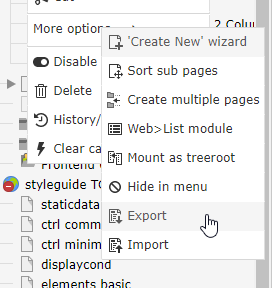 More options...
Disable
Delete
History/
Clear ca
'Create New' wizard
Sort sub pages
Create multiple pages
Web>List module
Mount as treeroot
Hide in menu
Export
Import
2 Colu
Frontend
styleguide TC
staticdata
ctrl comm
ctrl minim
displaycond
elements basic